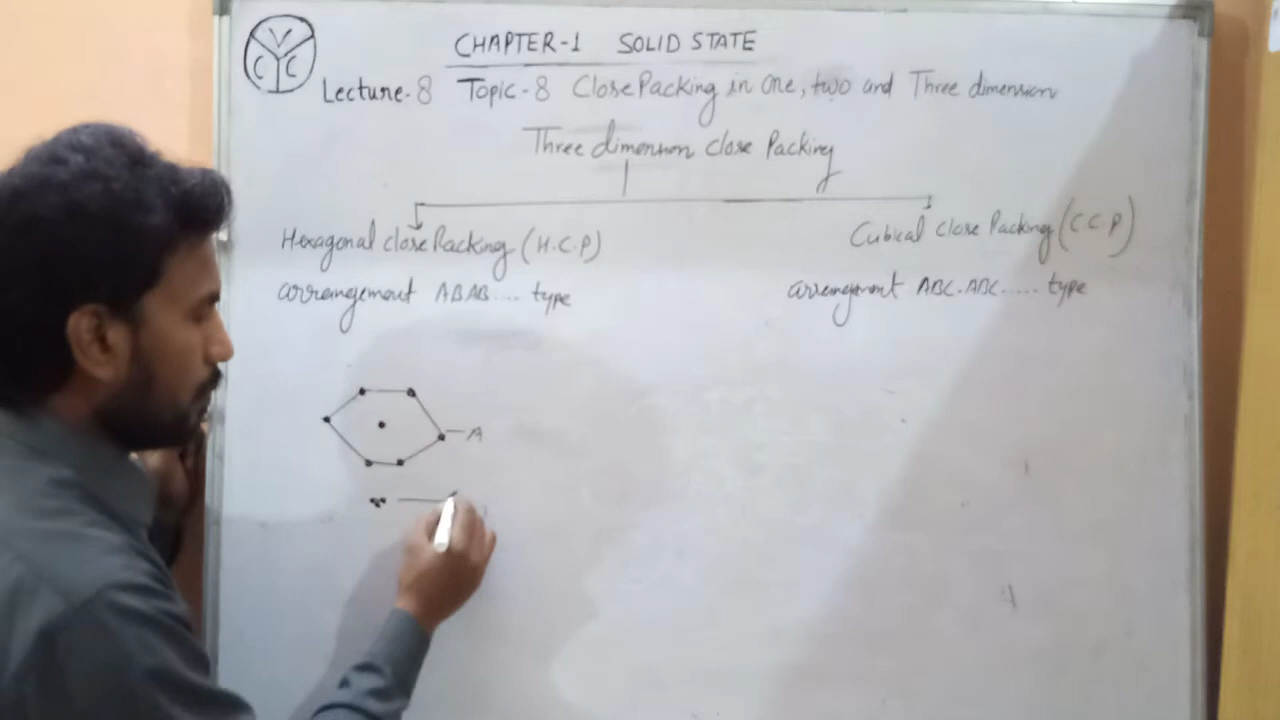 V
C C
CHAPTER-1 SOLID STATE
Lecture-8 Topic-8 Close Packing in one, two and Three dimension
Three dimension close Packing
Hexagonal close Packing (H.C.P)
Cubical close Packing (C.C.P)
arrangement ABAB.... type
arrangement ABC.ABC..... type
A